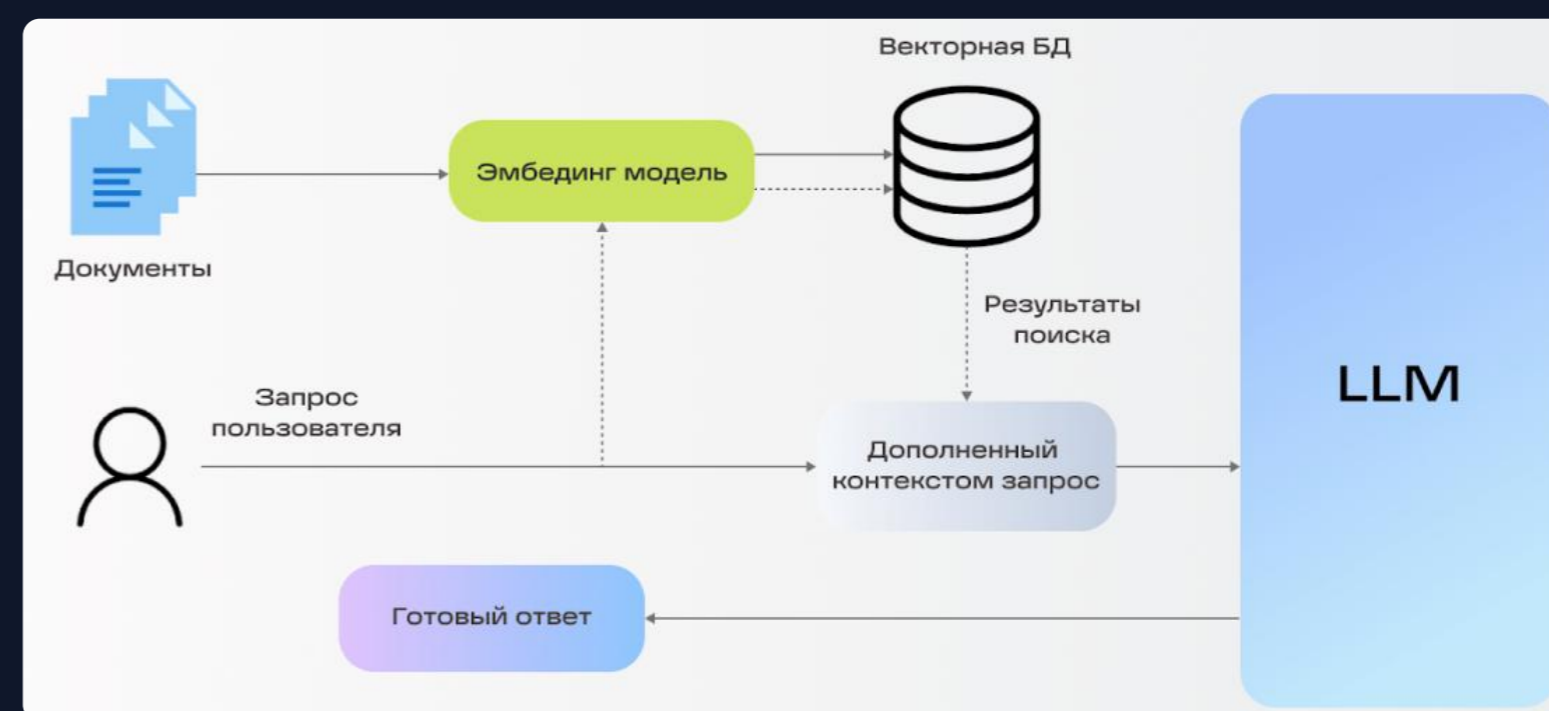 Векторная БД
Эмбединг модель
Документы
Результаты
поиска
LLM
Запрос
пользователя
Дополненный
контекстом запрос
Готовый ответ